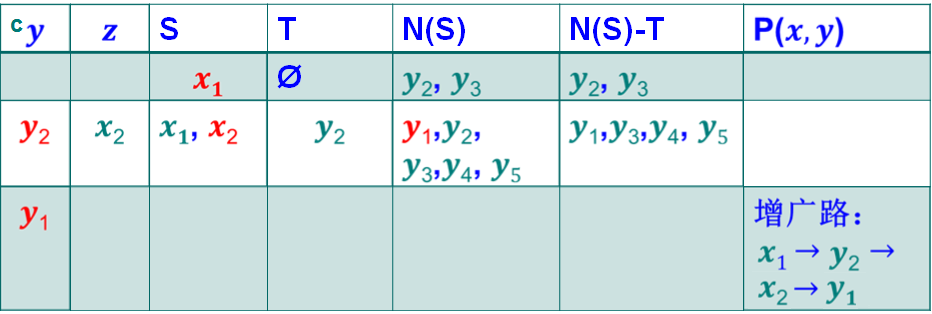 c y z S T N(S) N(S)-T P(x, y)
x₁ Ø y₂, y₃ y₂, y₃
y₂ x₂ x₁, x₂ y₂ y₁,y₂, y₁,y₃,y₄, y₅
y₃,y₄, y₅
y₁ 增广路：
x₁ → y₂ →
x₂ → y₁